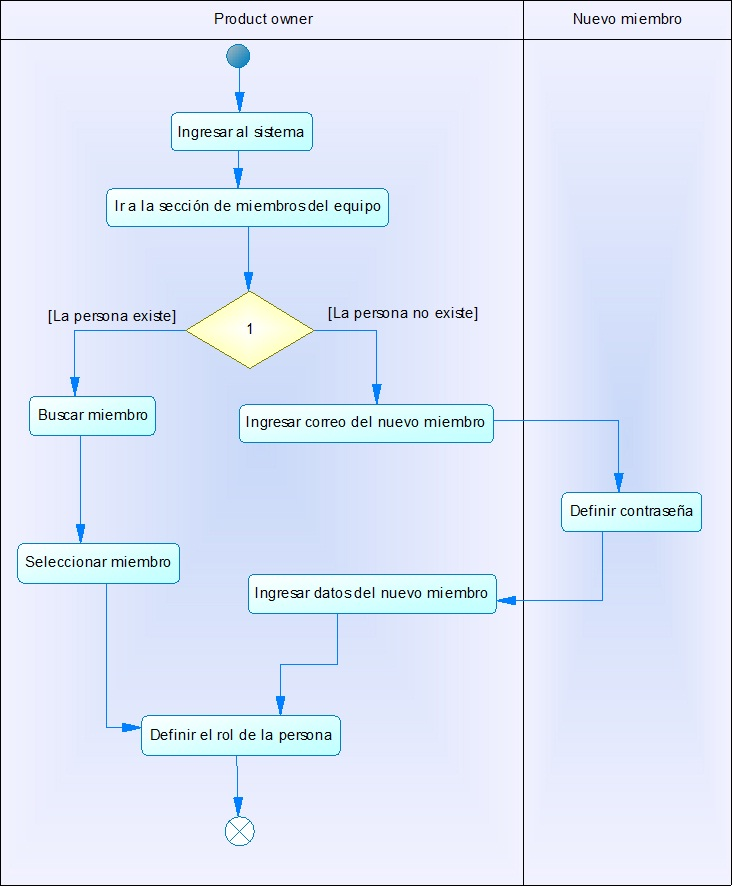 Product owner
Nuevo miembro
Ingresar al sistema
Ir a la sección de miembros del equipo
1
[La persona existe]
[La persona no existe]
Buscar miembro
Ingresar correo del nuevo miembro
Definir contraseña
Seleccionar miembro
Ingresar datos del nuevo miembro
Definir el rol de la persona